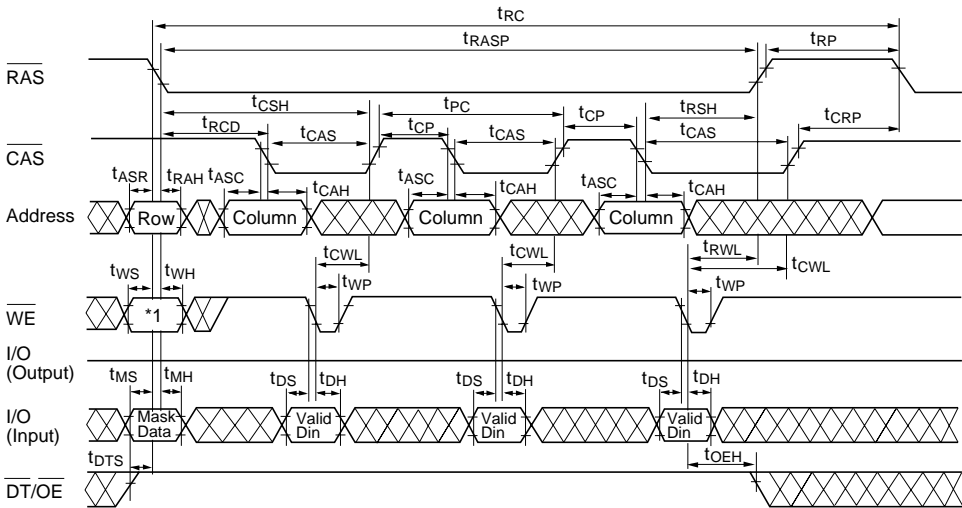 tRC
tRASP
tRP
RAS
tCSH
tPC
tRSH
tRCD
tCAS
tCP
tCAS
tCP
tCAS
tCRP
CAS
tASR
tRAH
tASC
tCAH
tASC
tCAH
tASC
tCAH
Address
Row
Column
Column
Column
tCWL
tCWL
tRWL
tCWL
tWS
tWH
tWP
tWP
tWP
WE
*1
I/O
(Output)
tMS
tMH
tDS
tDH
tDS
tDH
tDS
tDH
I/O
(Input)
Mask
Data
Valid
Din
Valid
Din
Valid
Din
tDTS
tOEH
DT/OE